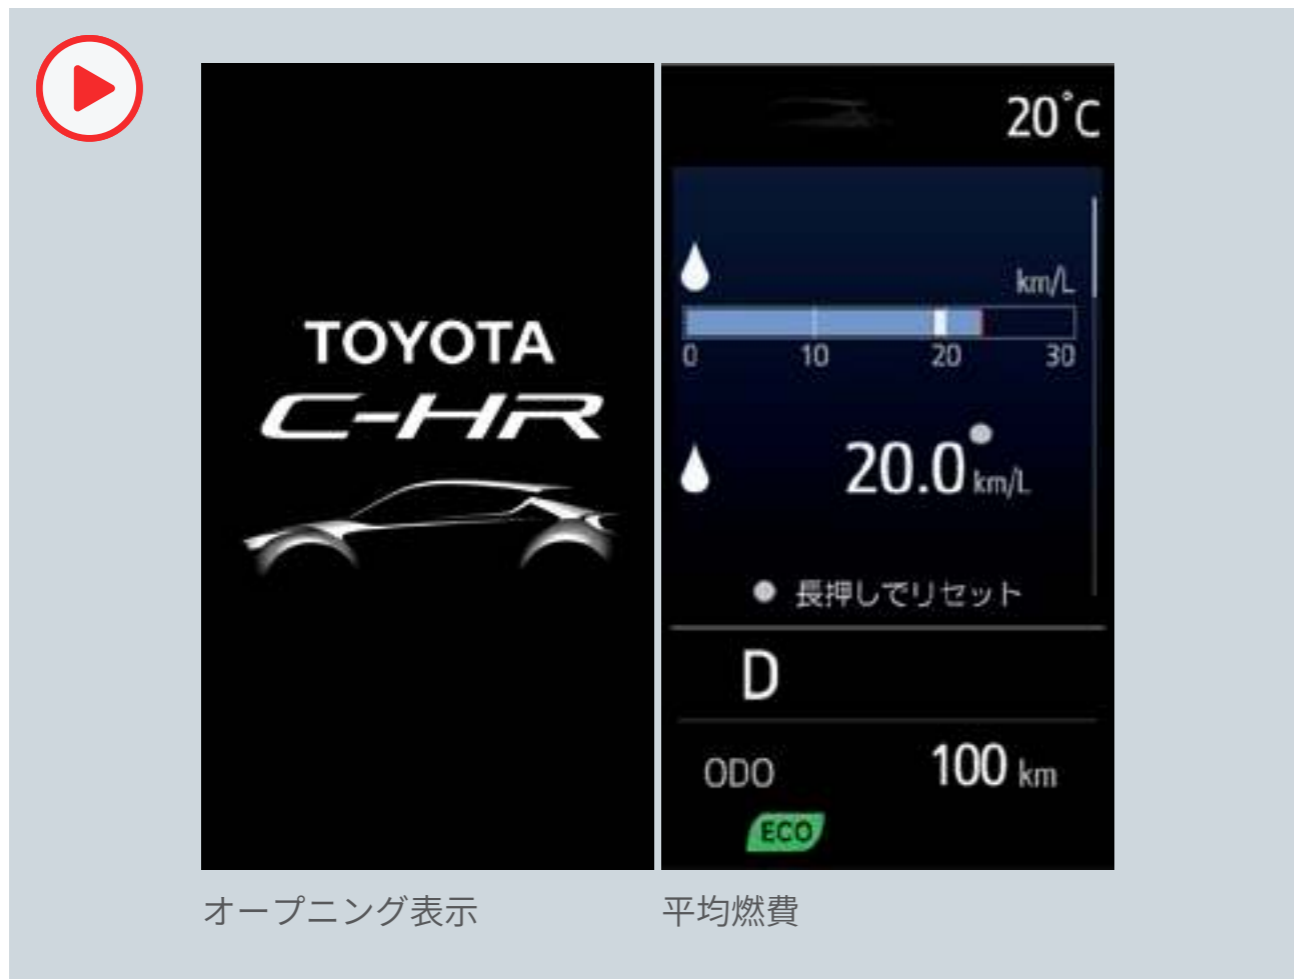 TOYOTA
C-HR
オープニング表示
20°C
km/L
0 10 20 30
20.0 km/L
● 長押しでリセット
D
ODO 100 km
ECO
平均燃費